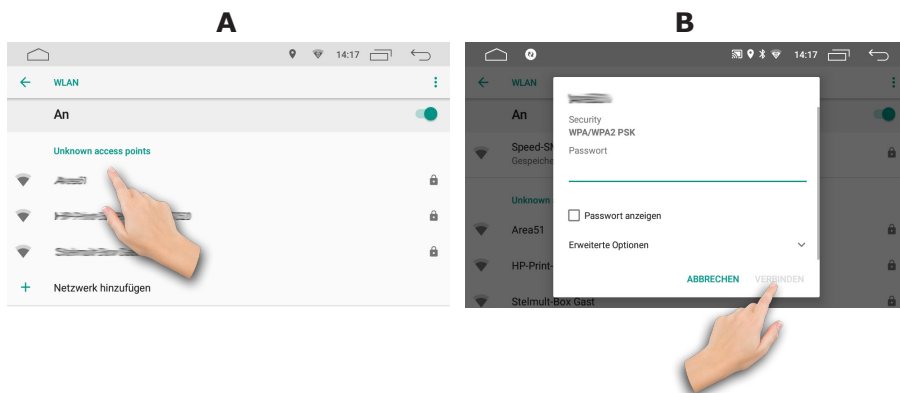 A
14:17
WLAN
An
Unknown access points
Netzwerk hinzufügen
B
14:17
WLAN
An
Speed-
Gespeiche
Unknown
Area51
HP-Print-
Stelmult-Box Gast
Security
WPA/WPA2 PSK
Passwort
Passwort anzeigen
Erweiterte Optionen
ABBRECHEN VERBINDEN